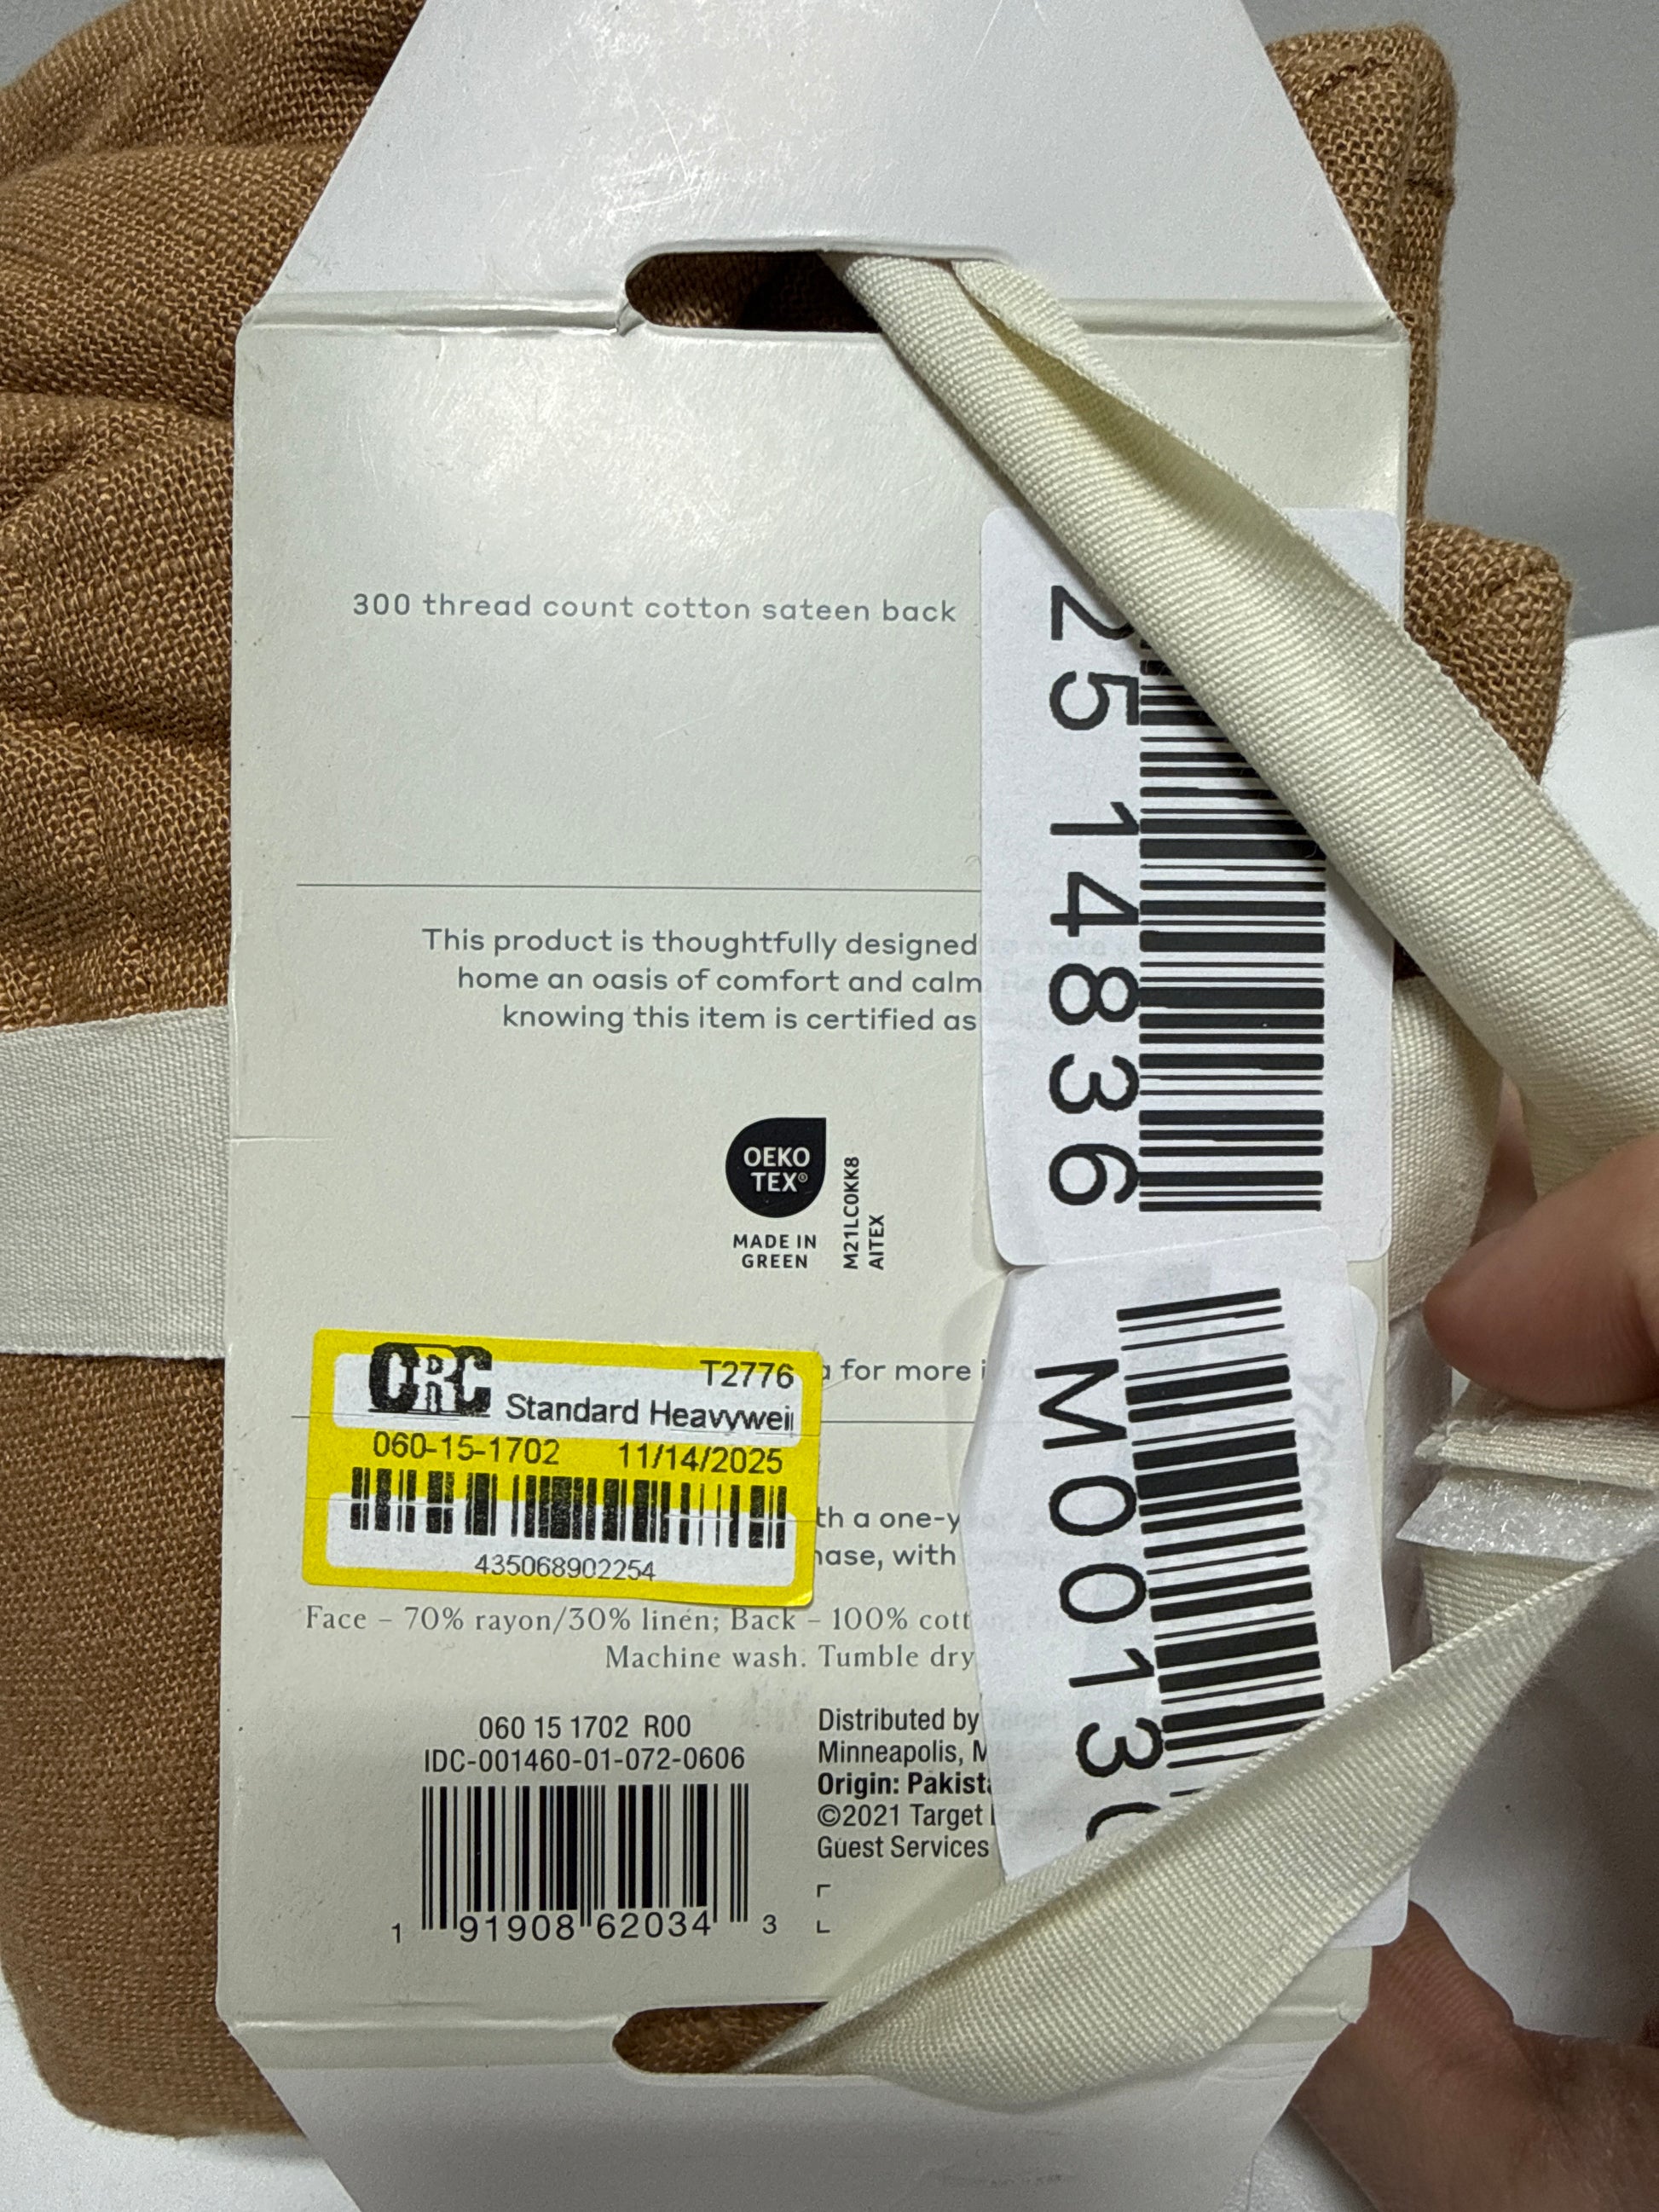 300 thread count cotton sateen back
This product is thoughtfully designed
home an oasis of comfort and calm.
knowing this item is certified as
OEKO
TEX®
MADE IN
GREEN
M21LC0KK8
AITEX
for more
CRC
T2776
Standard Heavywei
060-15-1702 11/14/2025
435068902254
th a one-y
hase, with
Face – 70% rayon/30% linen; Back – 100% cott
Machine wash. Tumble dry
060 15 1702 R00
IDC-001460-01-072-0606
1 91908 62034 3
Distributed by
Minneapolis, M
Origin: Pakist
©2021 Target
Guest Services
25 14836
M0013